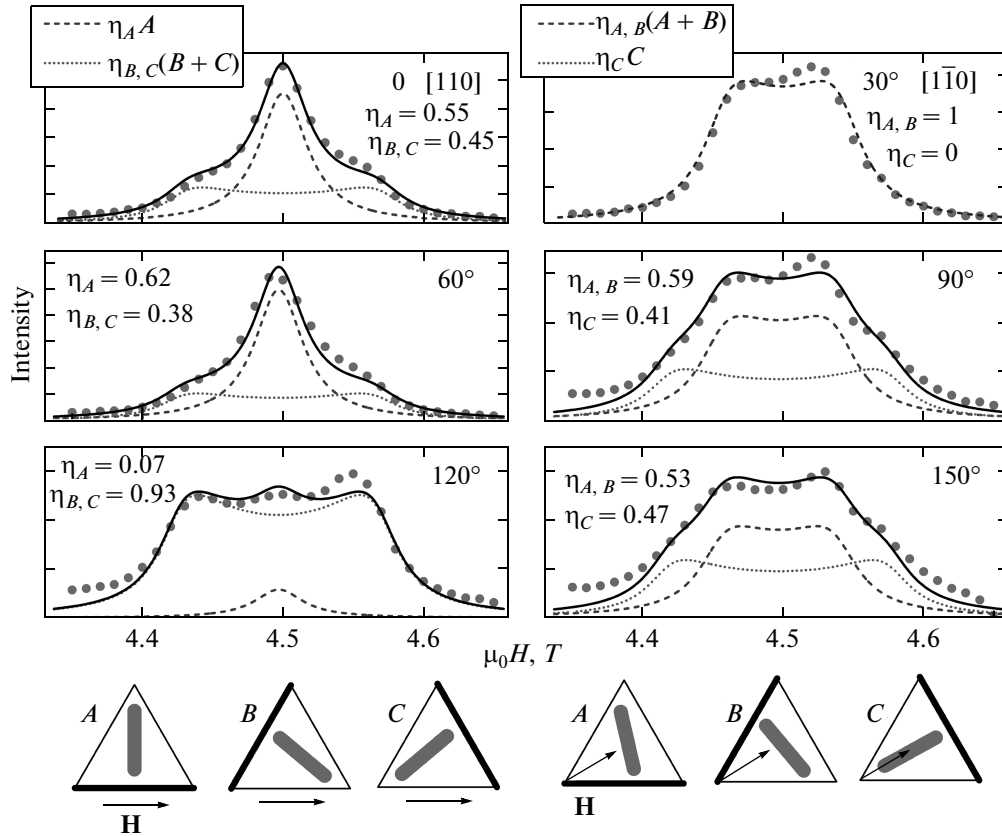 η_A A
η_{B, C}(B + C)
0 [110]
η_A = 0.55
η_{B, C} = 0.45
η_{A, B}(A + B)
η_C C
30° [11̄0]
η_{A, B} = 1
η_C = 0
η_A = 0.62
60°
η_{B, C} = 0.38
η_{A, B} = 0.59
90°
η_C = 0.41
Intensity
η_A = 0.07
120°
η_{B, C} = 0.93
η_{A, B} = 0.53
150°
η_C = 0.47
4.4 4.5 4.6
4.4 4.5 4.6
μ₀H, T
A B C
A B C
H
H